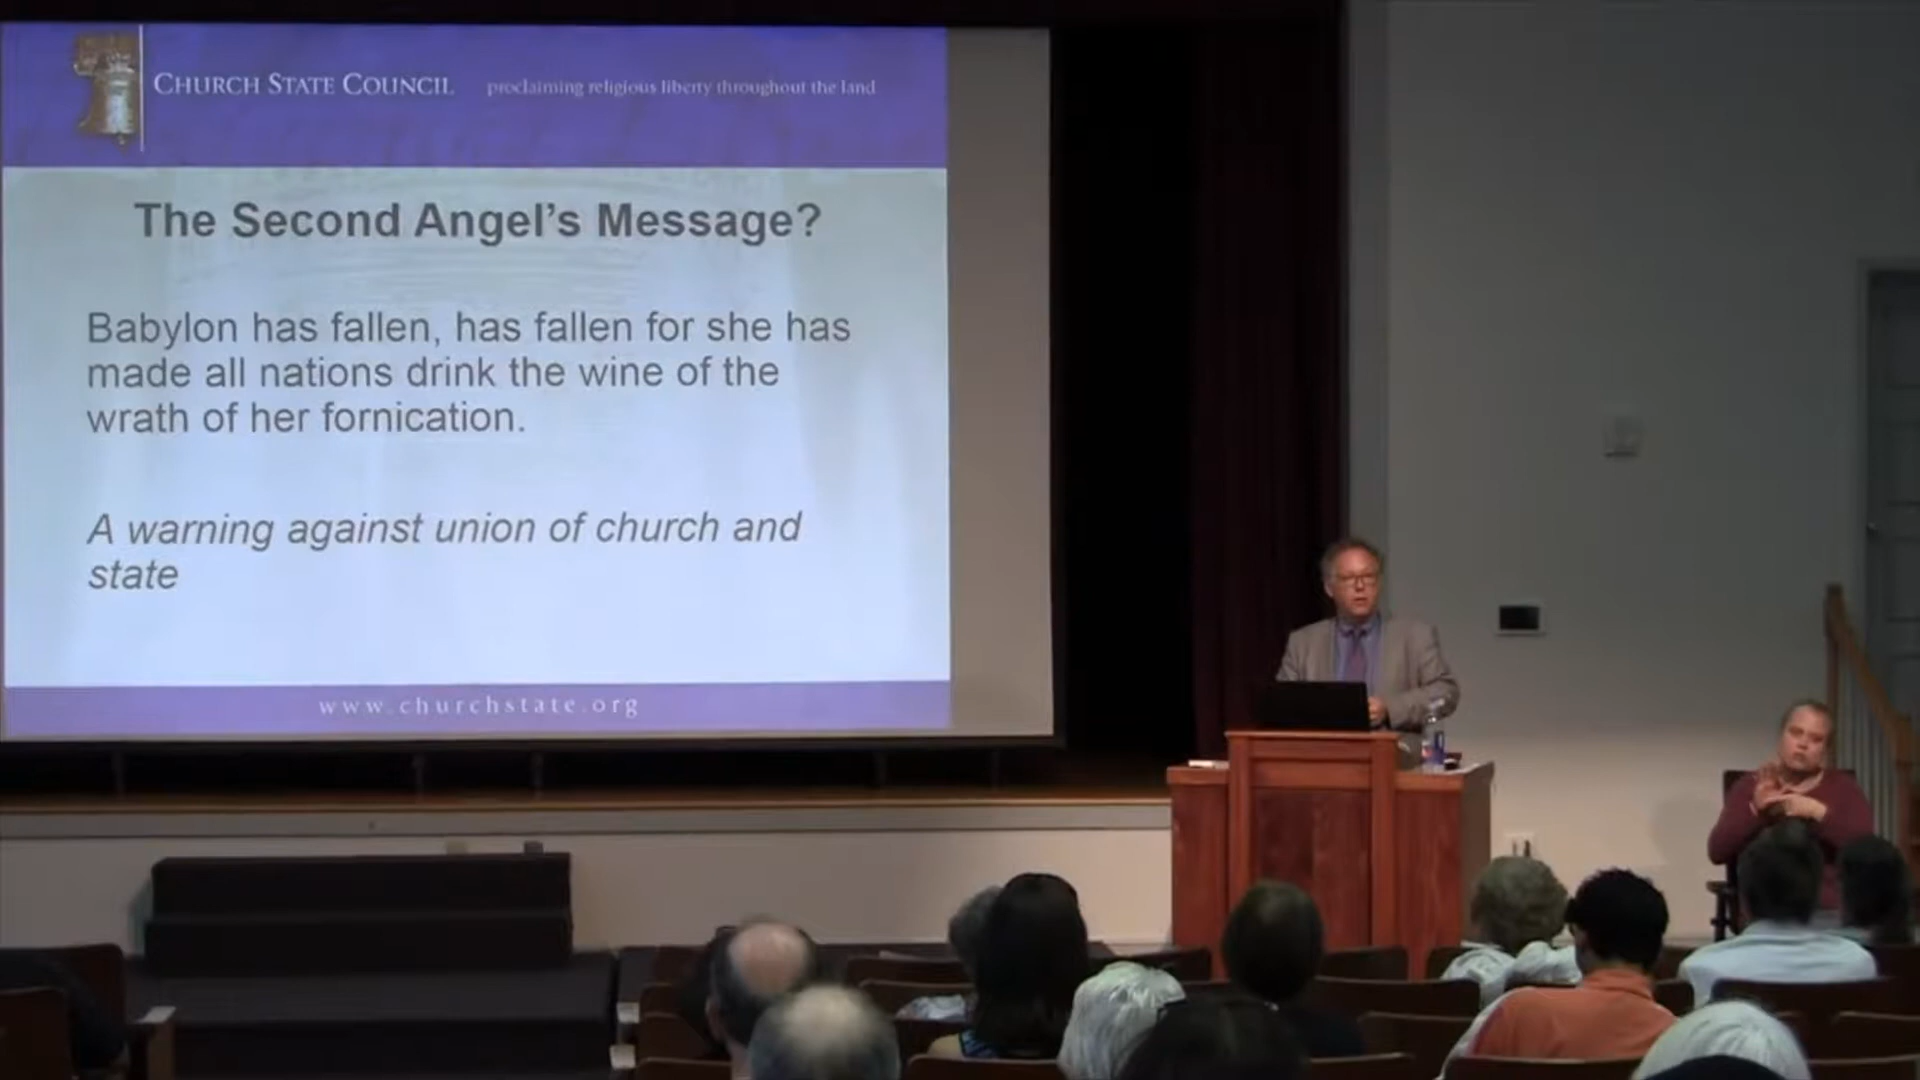 CHURCH STATE COUNCIL proclaiming religious liberty throughout the land
The Second Angel's Message?
Babylon has fallen, has fallen for she has
made all nations drink the wine of the
wrath of her fornication.
A warning against union of church and
state
www.churchstate.org